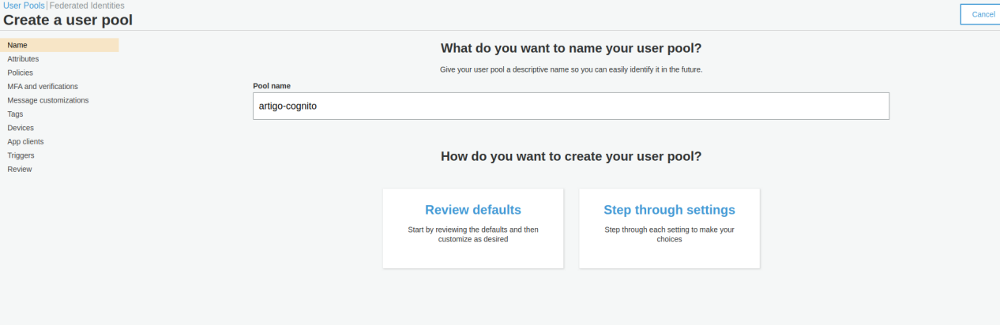 User Pools | Federated Identities
Create a user pool
Cancel
Name
Attributes
Policies
MFA and verifications
Message customizations
Tags
Devices
App clients
Triggers
Review
What do you want to name your user pool?
Give your user pool a descriptive name so you can easily identify it in the future.
Pool name
artigo-cognito
How do you want to create your user pool?
Review defaults
Start by reviewing the defaults and then
customize as desired
Step through settings
Step through each setting to make your
choices